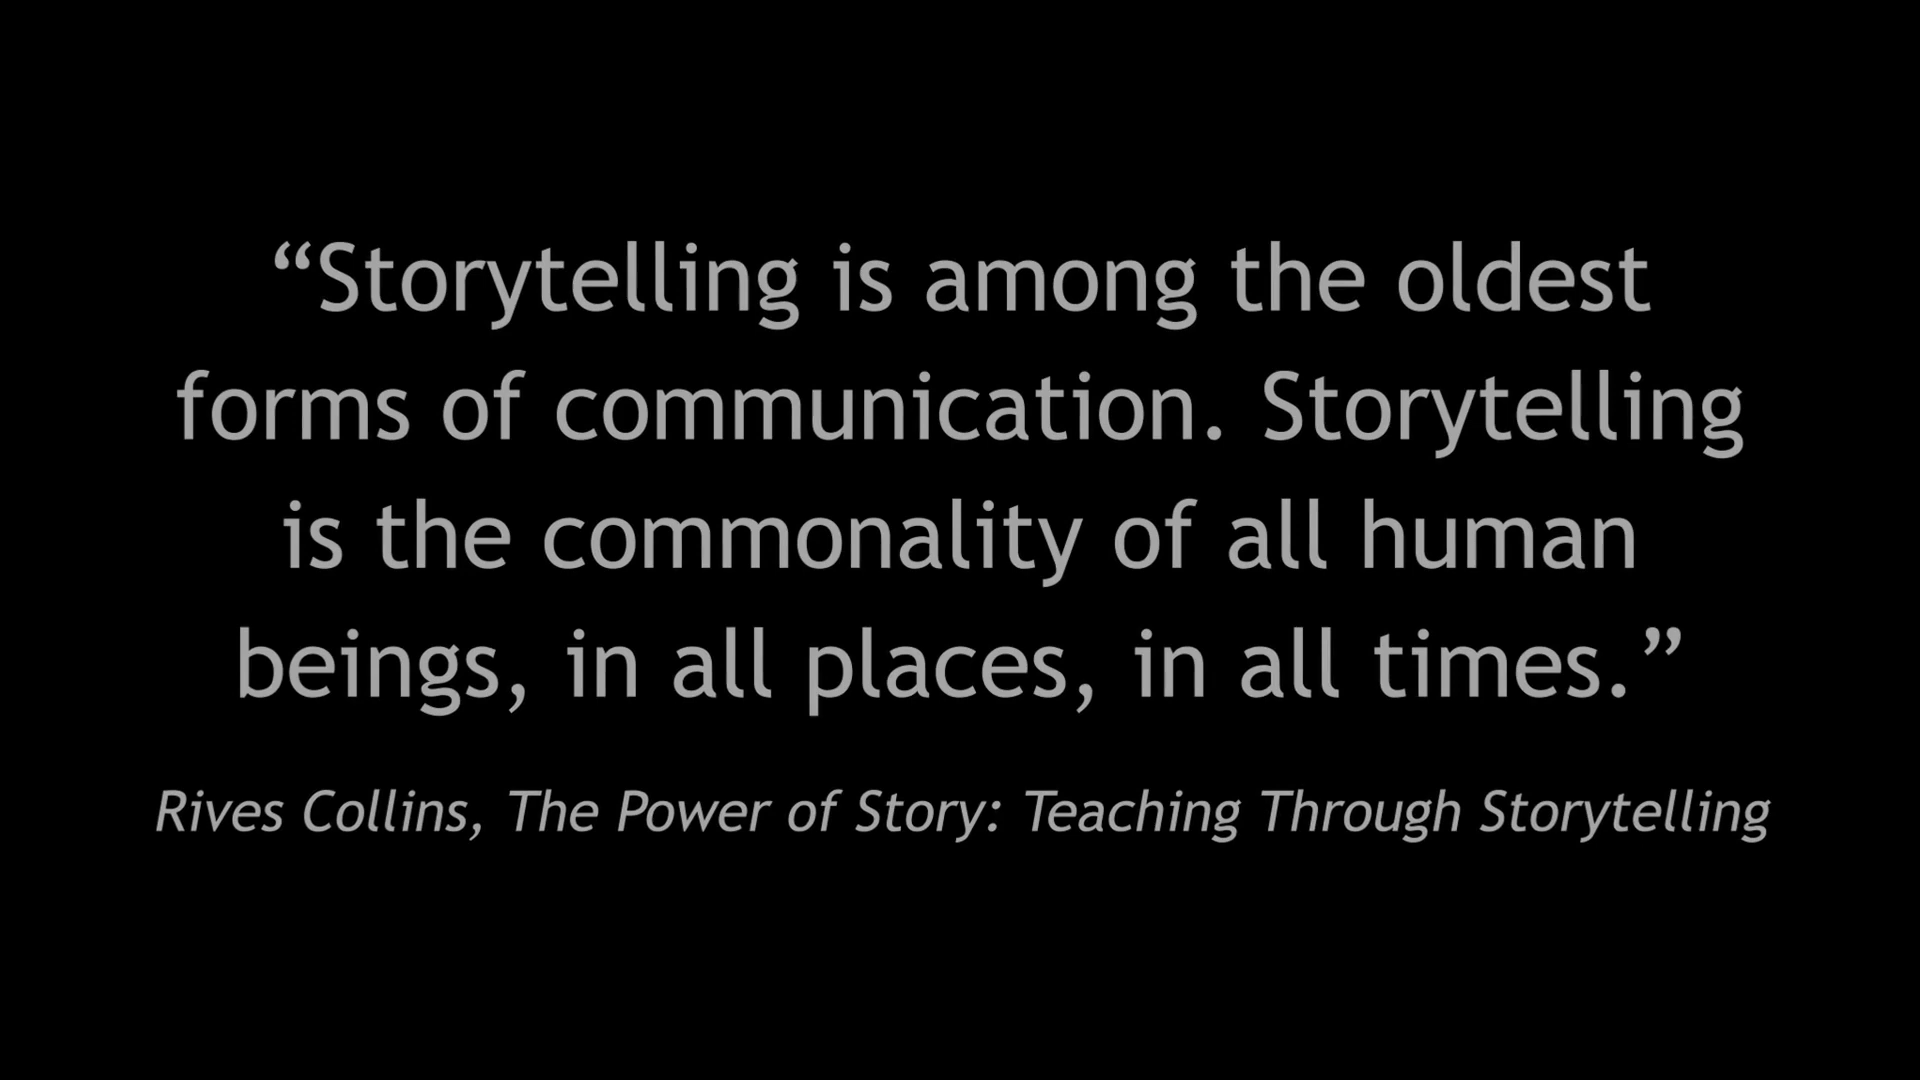 “Storytelling is among the oldest
forms of communication. Storytelling
is the commonality of all human
beings, in all places, in all times.”
Rives Collins, The Power of Story: Teaching Through Storytelling